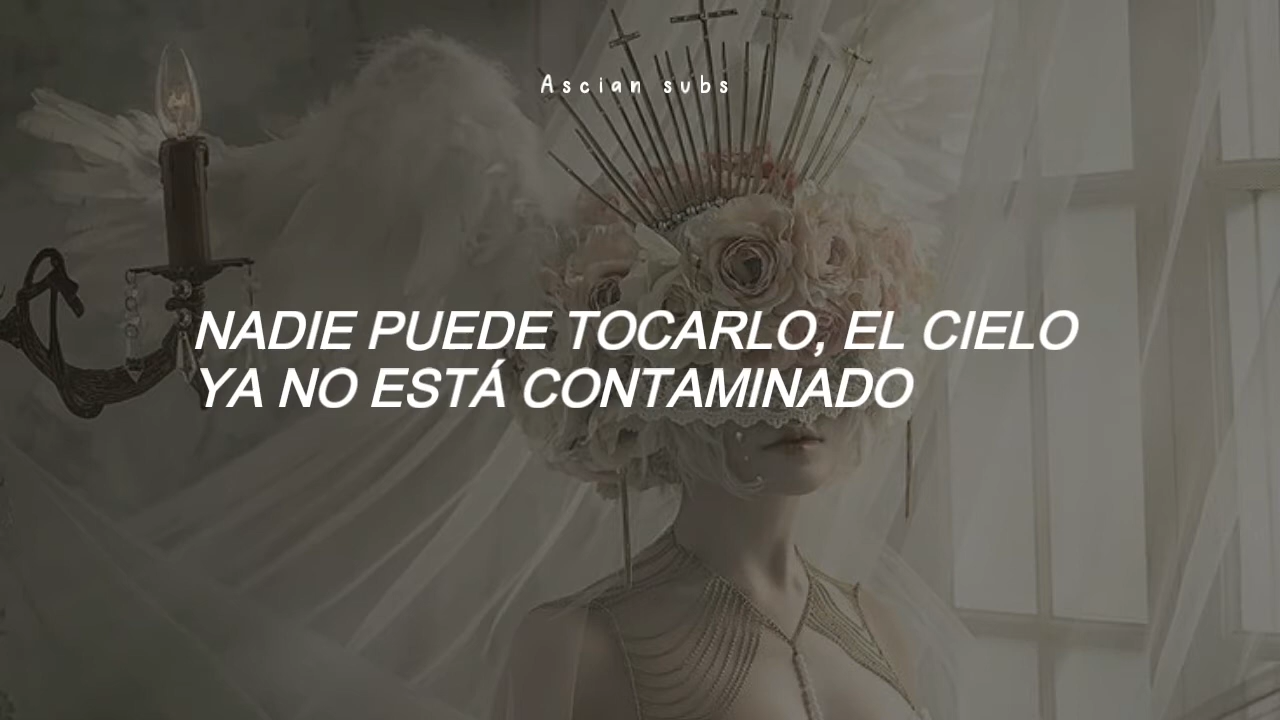 Ascian subs
NADIE PUEDE TOCARLO, EL CIELO
YA NO ESTÁ CONTAMINADO